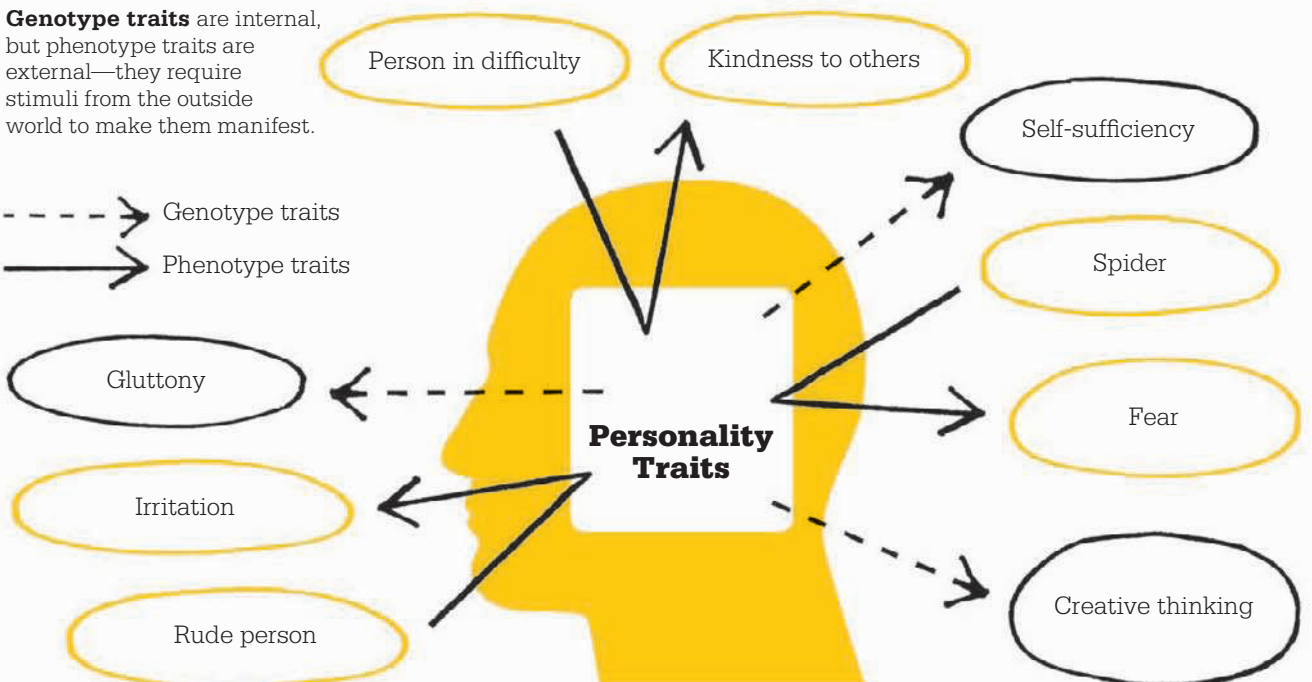 Genotype traits are internal,
but phenotype traits are
external—they require
stimuli from the outside
world to make them manifest.
Genotype traits
Phenotype traits
Person in difficulty
Kindness to others
Self-sufficiency
Spider
Fear
Creative thinking
Gluttony
Irritation
Rude person
Personality
Traits